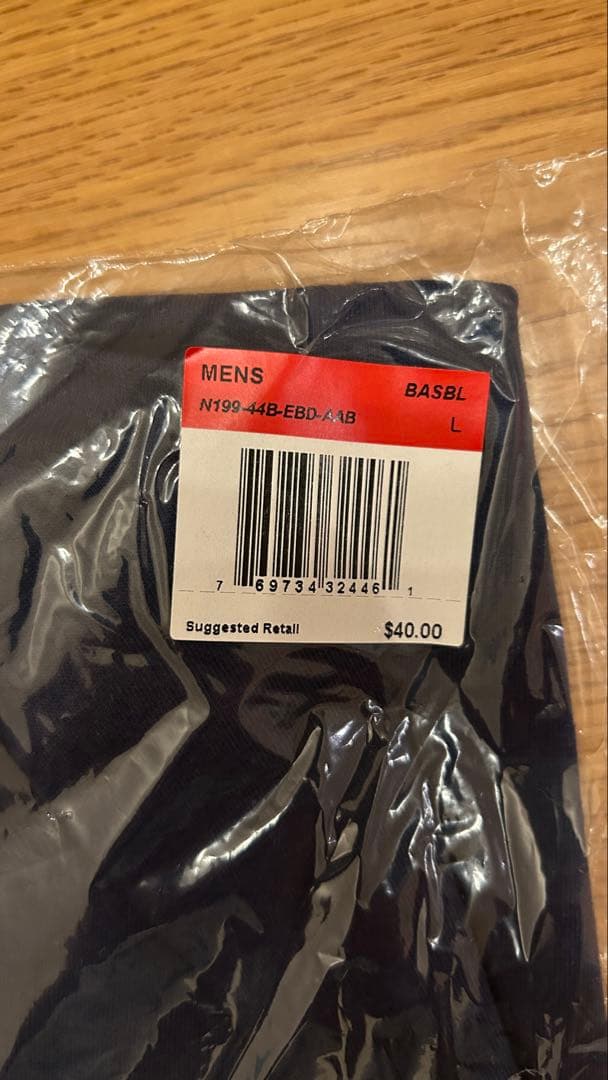 MENS
BASBL
N199-44B-EBD-AAB
L
7 69734 32446 1
Suggested Retail
$40.00